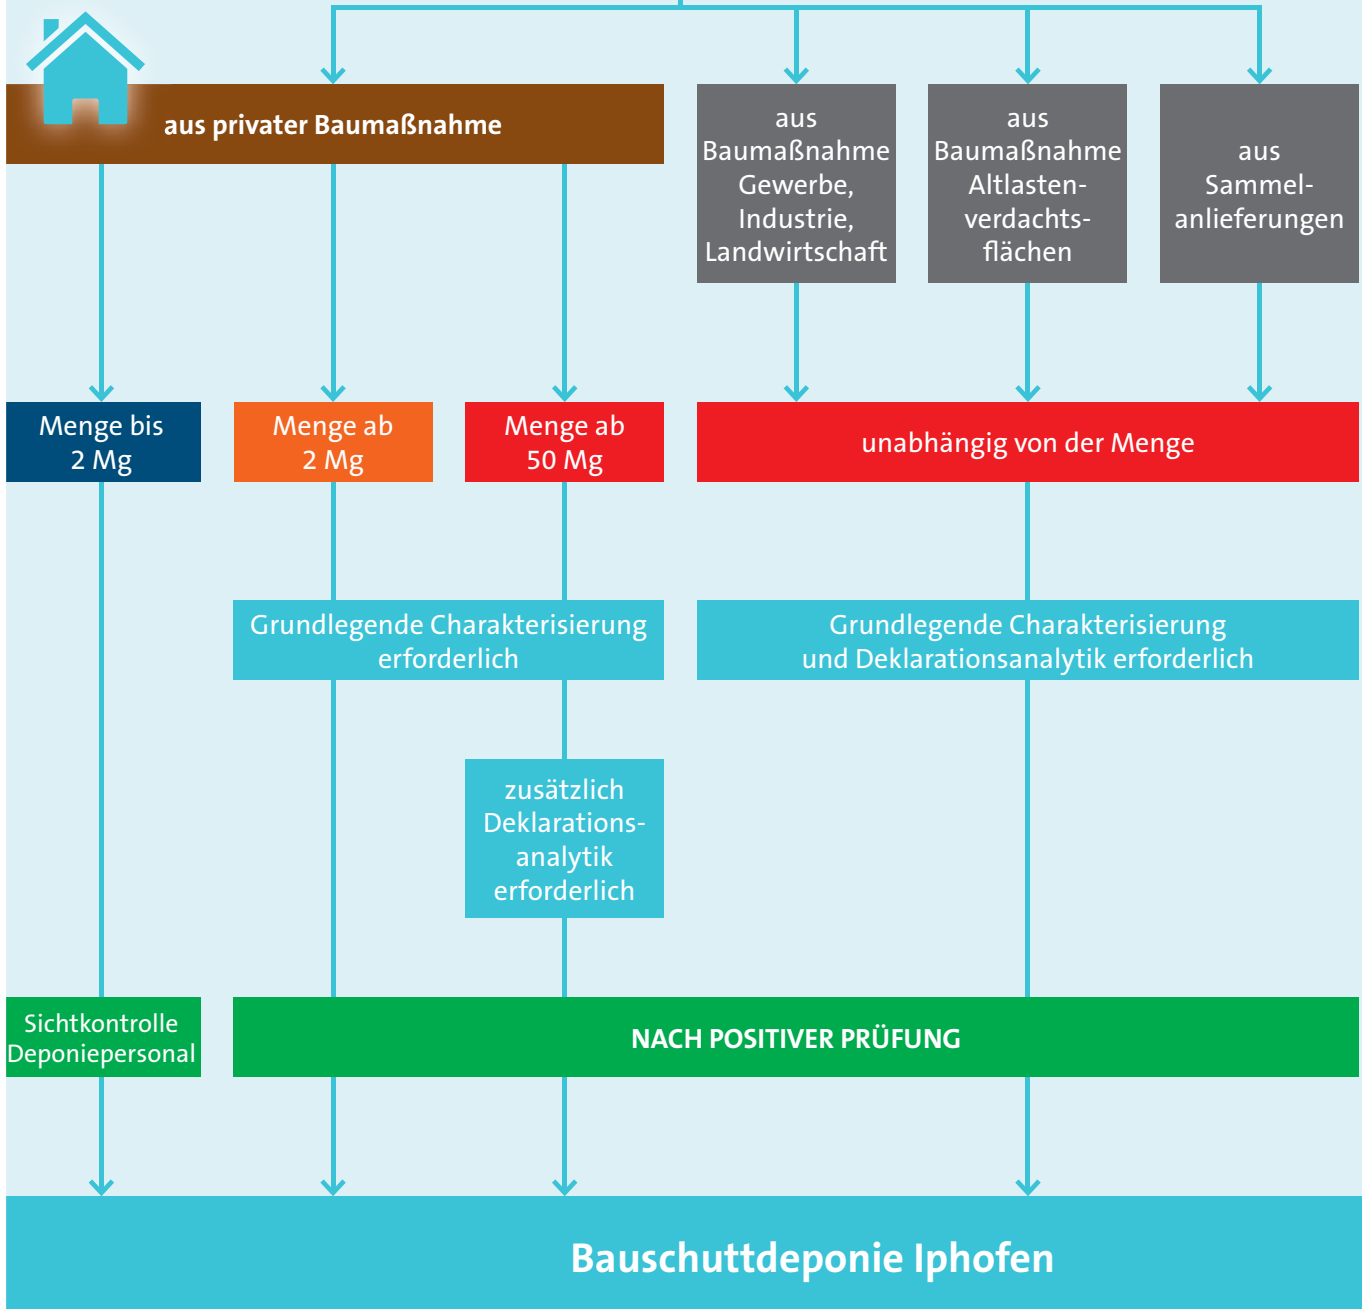 aus privater Baumaßnahme
aus
Baumaßnahme
Gewerbe,
Industrie,
Landwirtschaft
aus
Baumaßnahme
Altlasten-
verdachts-
flächen
aus
Sammel-
anlieferungen
Menge bis
2 Mg
Menge ab
2 Mg
Menge ab
50 Mg
unabhängig von der Menge
Grundlegende Charakterisierung
erforderlich
Grundlegende Charakterisierung
und Deklarationsanalytik erforderlich
zusätzlich
Deklarations-
analytik
erforderlich
Sichtkontrolle
Deponiepersonal
NACH POSITIVER PRÜFUNG
Bauschuttdeponie Iphofen